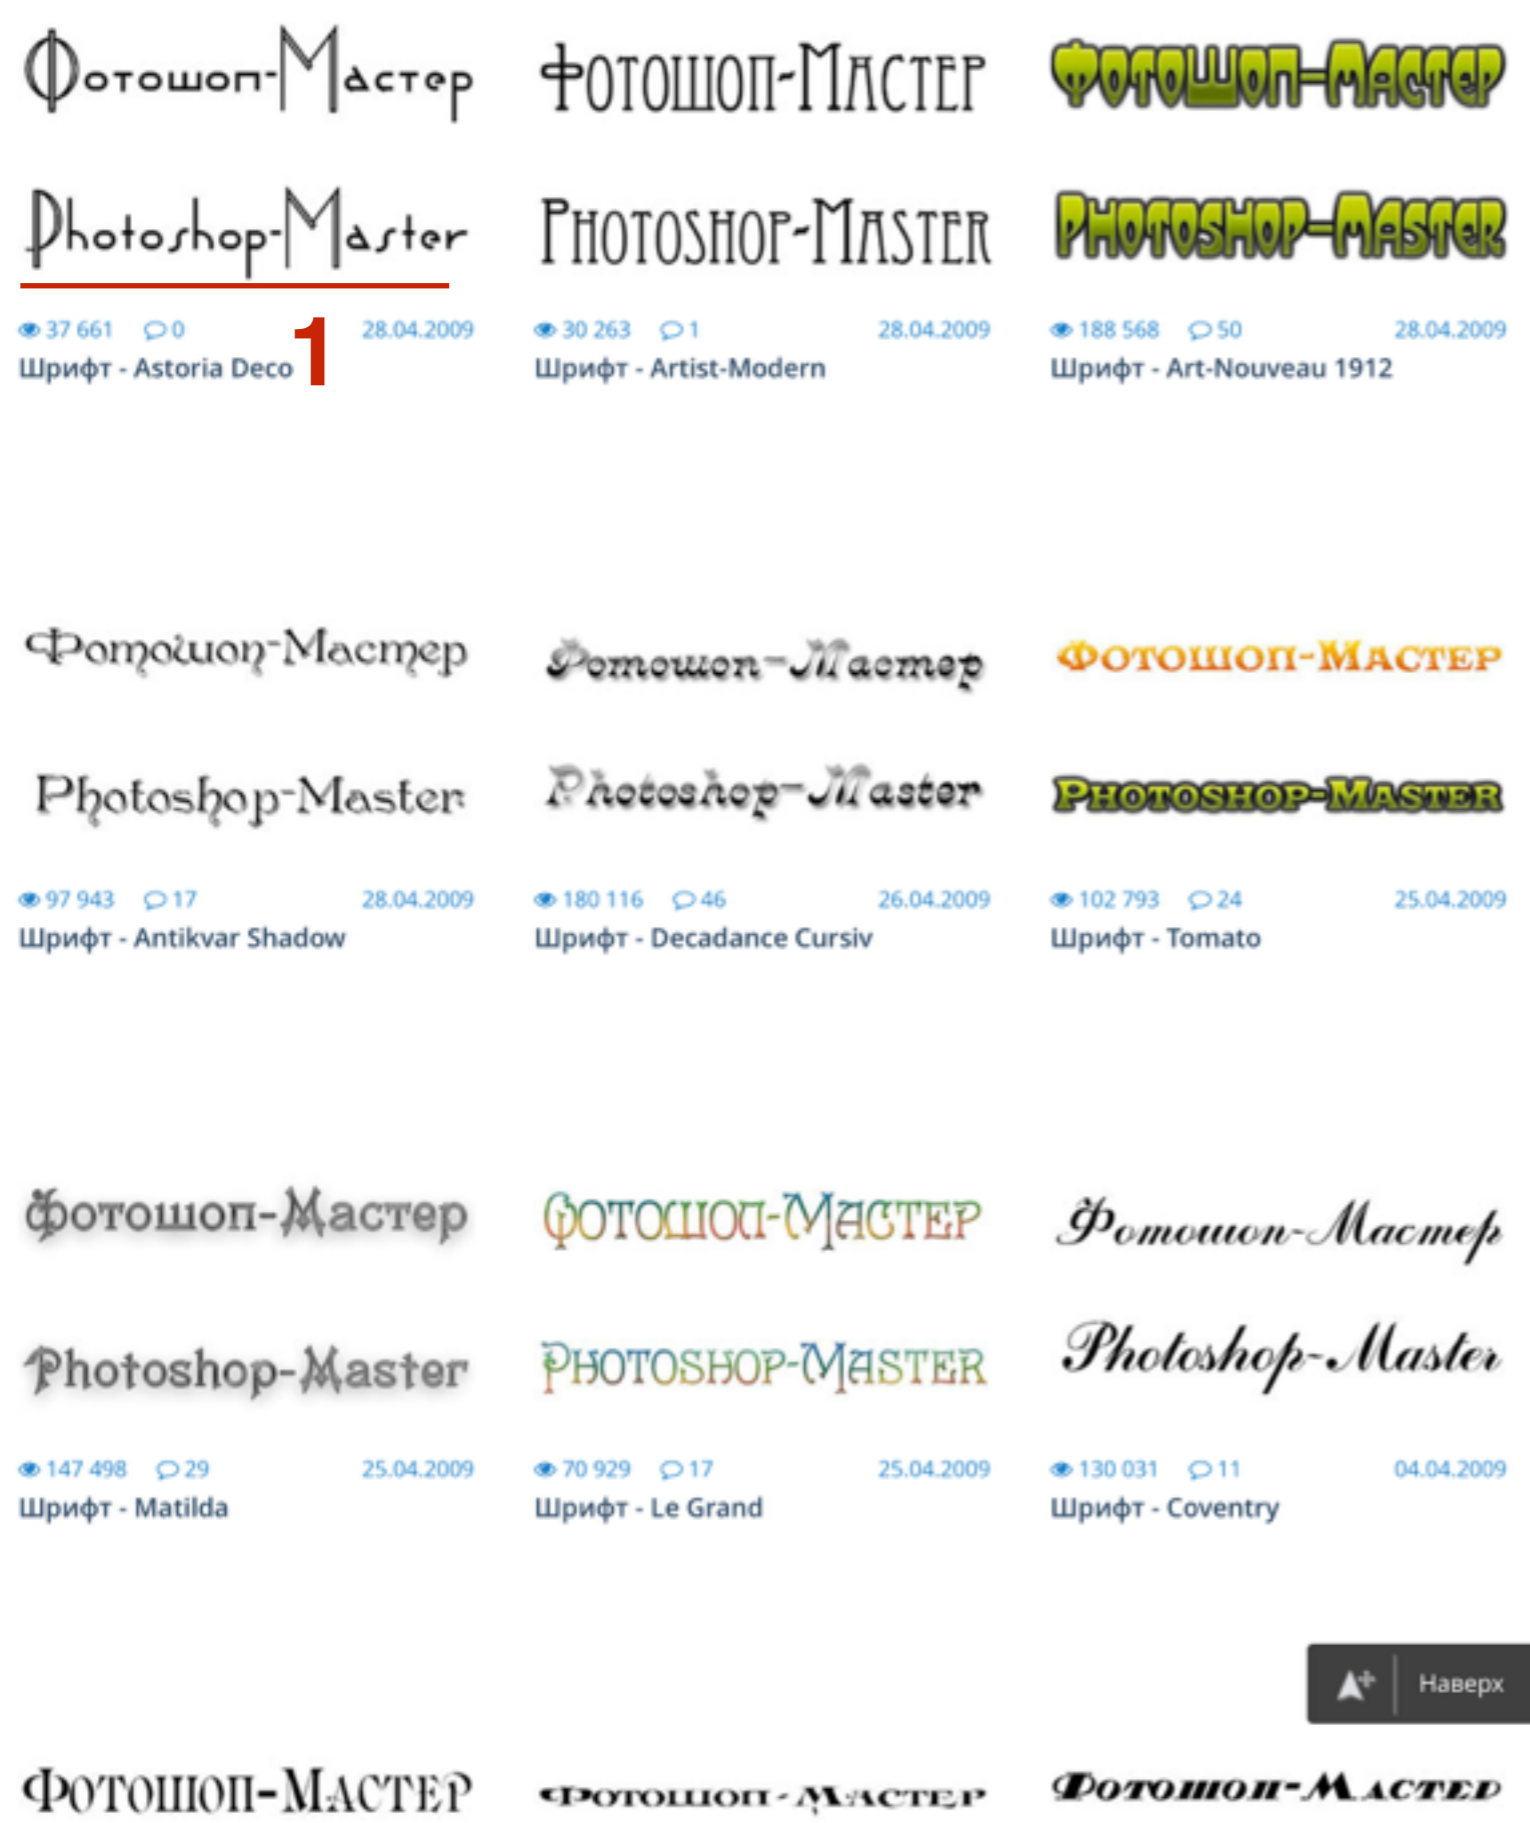 Фотошоп-Мастер
Photoshop-Master
37 661 0 28.04.2009
Шрифт - Astoria Deco
1
Фотошоп-Мастер
Photoshop-Master
30 263 1 28.04.2009
Шрифт - Artist-Modern
Фотошоп-Мастер
Photoshop-Master
188 568 50 28.04.2009
Шрифт - Art-Nouveau 1912
Фотошоп-Мастер
Photoshop-Master
97 943 17 28.04.2009
Шрифт - Antikvar Shadow
Фотошоп-Мастер
Photoshop-Master
180 116 46 26.04.2009
Шрифт - Decadance Cursiv
Фотошоп-Мастер
Photoshop-Master
102 793 24 25.04.2009
Шрифт - Tomato
Фотошоп-Мастер
Photoshop-Master
147 498 29 25.04.2009
Шрифт - Matilda
Фотошоп-Мастер
Photoshop-Master
70 929 17 25.04.2009
Шрифт - Le Grand
Фотошоп-Мастер
Photoshop-Master
130 031 11 04.04.2009
Шрифт - Coventry
Наверх
Фотошоп-Мастер
Фотошоп-Мастер
Фотошоп-Мастер